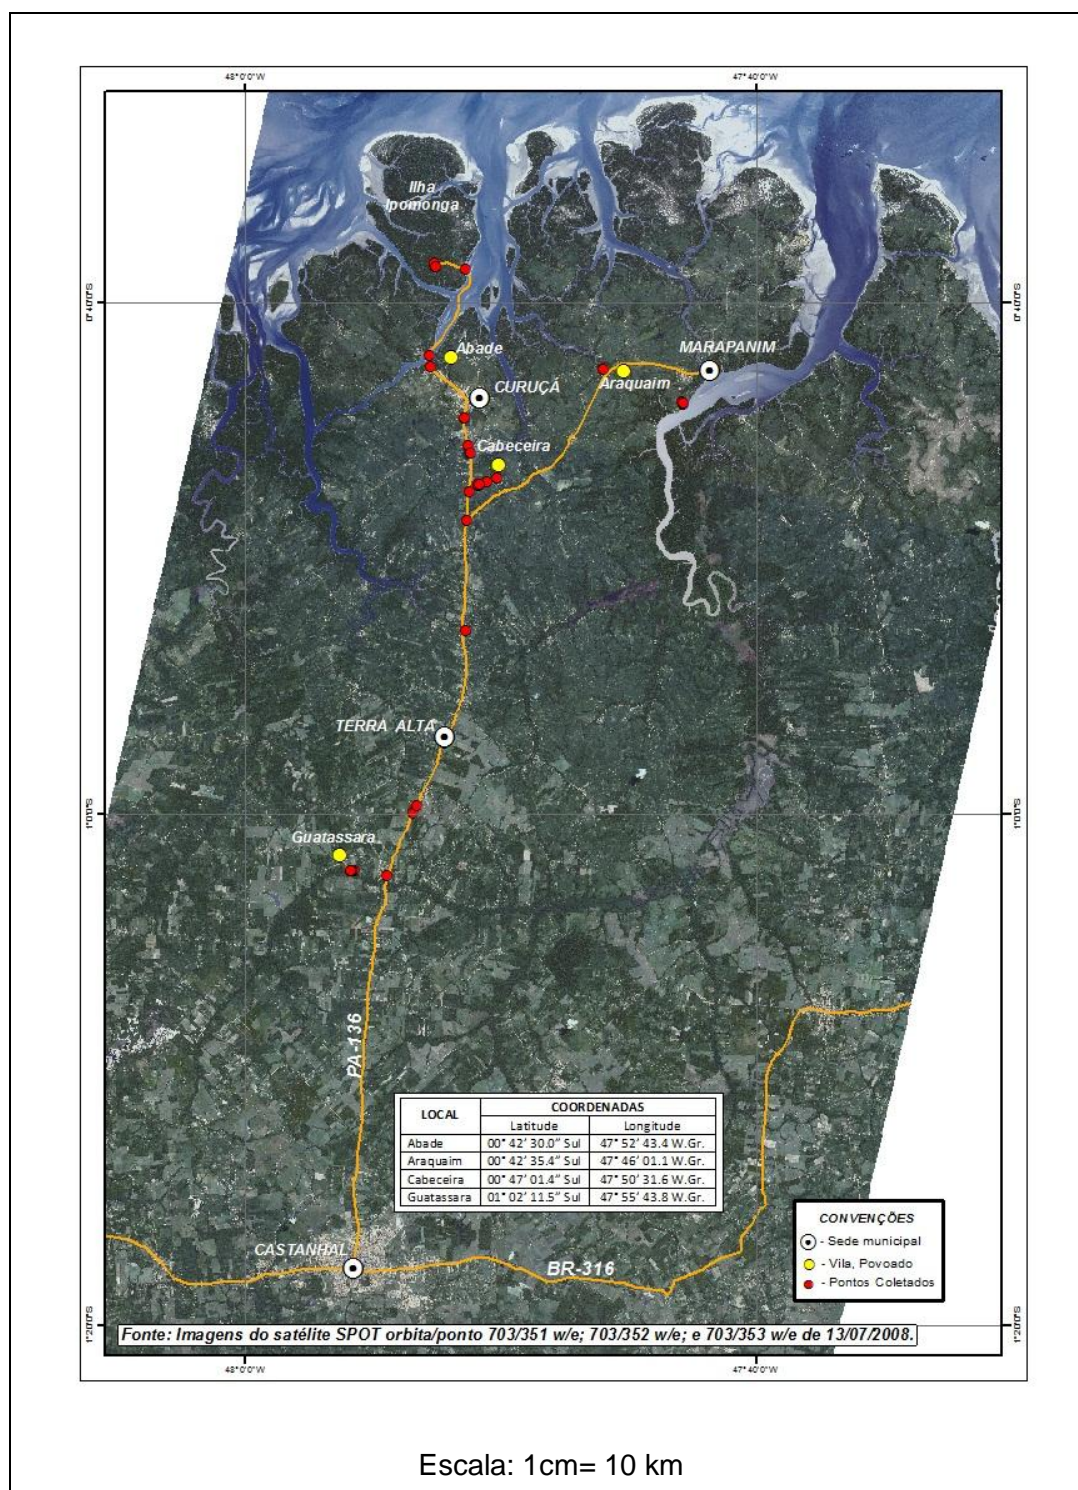 48°0'0"W 47°40'0"W
Ilha
Ipomonga
0°40'0"S 0°40'0"S
Abade
MARAPANIM
Araquaim
CURUÇÁ
Cabeceira
TERRA ALTA
1°0'0"S 1°0'0"S
Guatassara
PA-136
LOCAL COORDENADAS
Latitude Longitude
Abade 00° 42' 30.0" Sul 47° 52' 43.4 W.Gr.
Araquaim 00° 42' 35.4" Sul 47° 46' 01.1 W.Gr.
Cabeceira 00° 47' 01.4" Sul 47° 50' 31.6 W.Gr.
Guatassara 01° 02' 11.5" Sul 47° 55' 43.8 W.Gr.
CONVENÇÕES
- Sede municipal
- Vila, Povoado
- Pontos Coletados
CASTANHAL
BR-316
1°20'0"S 1°20'0"S
Fonte: Imagens do satélite SPOT orbita/ponto 703/351 w/e; 703/352 w/e; e 703/353 w/e de 13/07/2008.
48°0'0"W 47°40'0"W
Escala: 1cm= 10 km